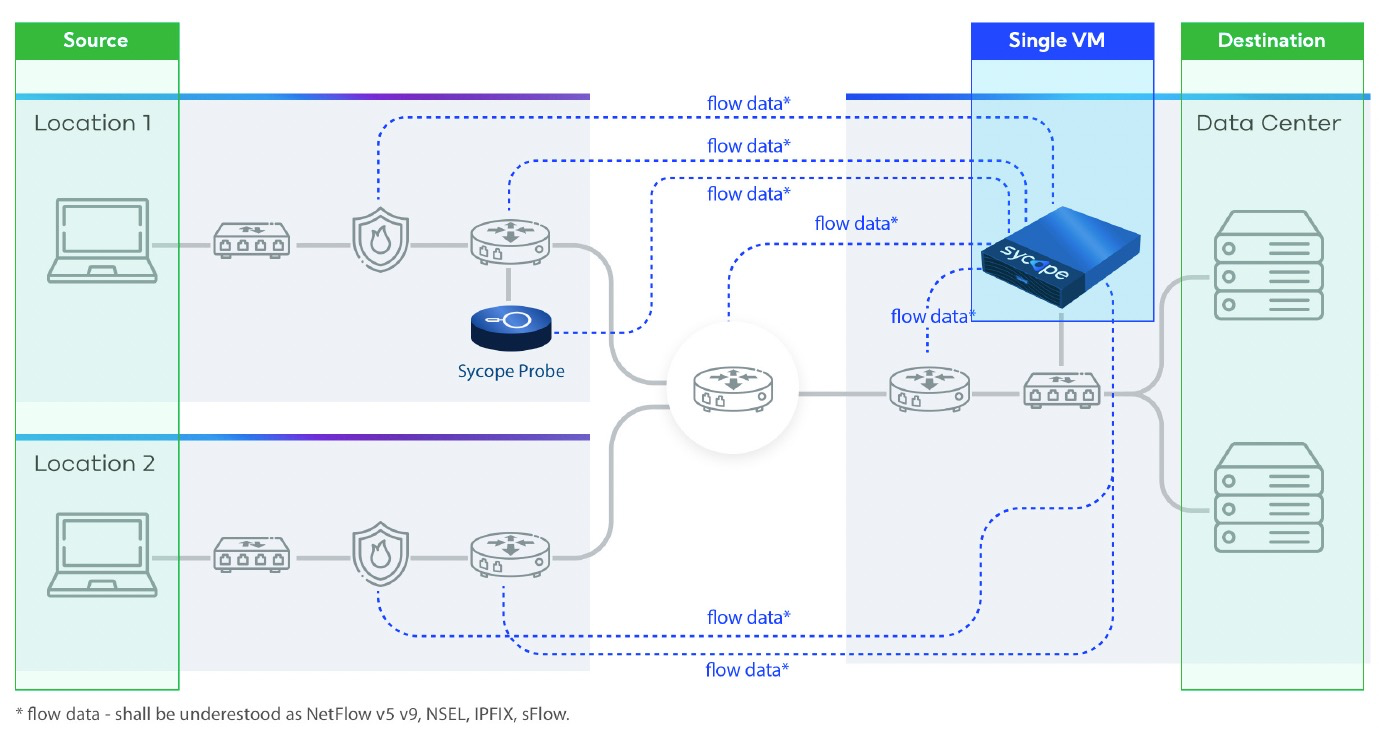 Source
Single VM
Destination
flow data*
Location 1
Data Center
flow data*
flow data*
flow data*
sycope
flow data*
Sycope Probe
Location 2
flow data*
flow data*
* flow data - shall be underestood as NetFlow v5 v9, NSEL, IPFIX, sFlow.